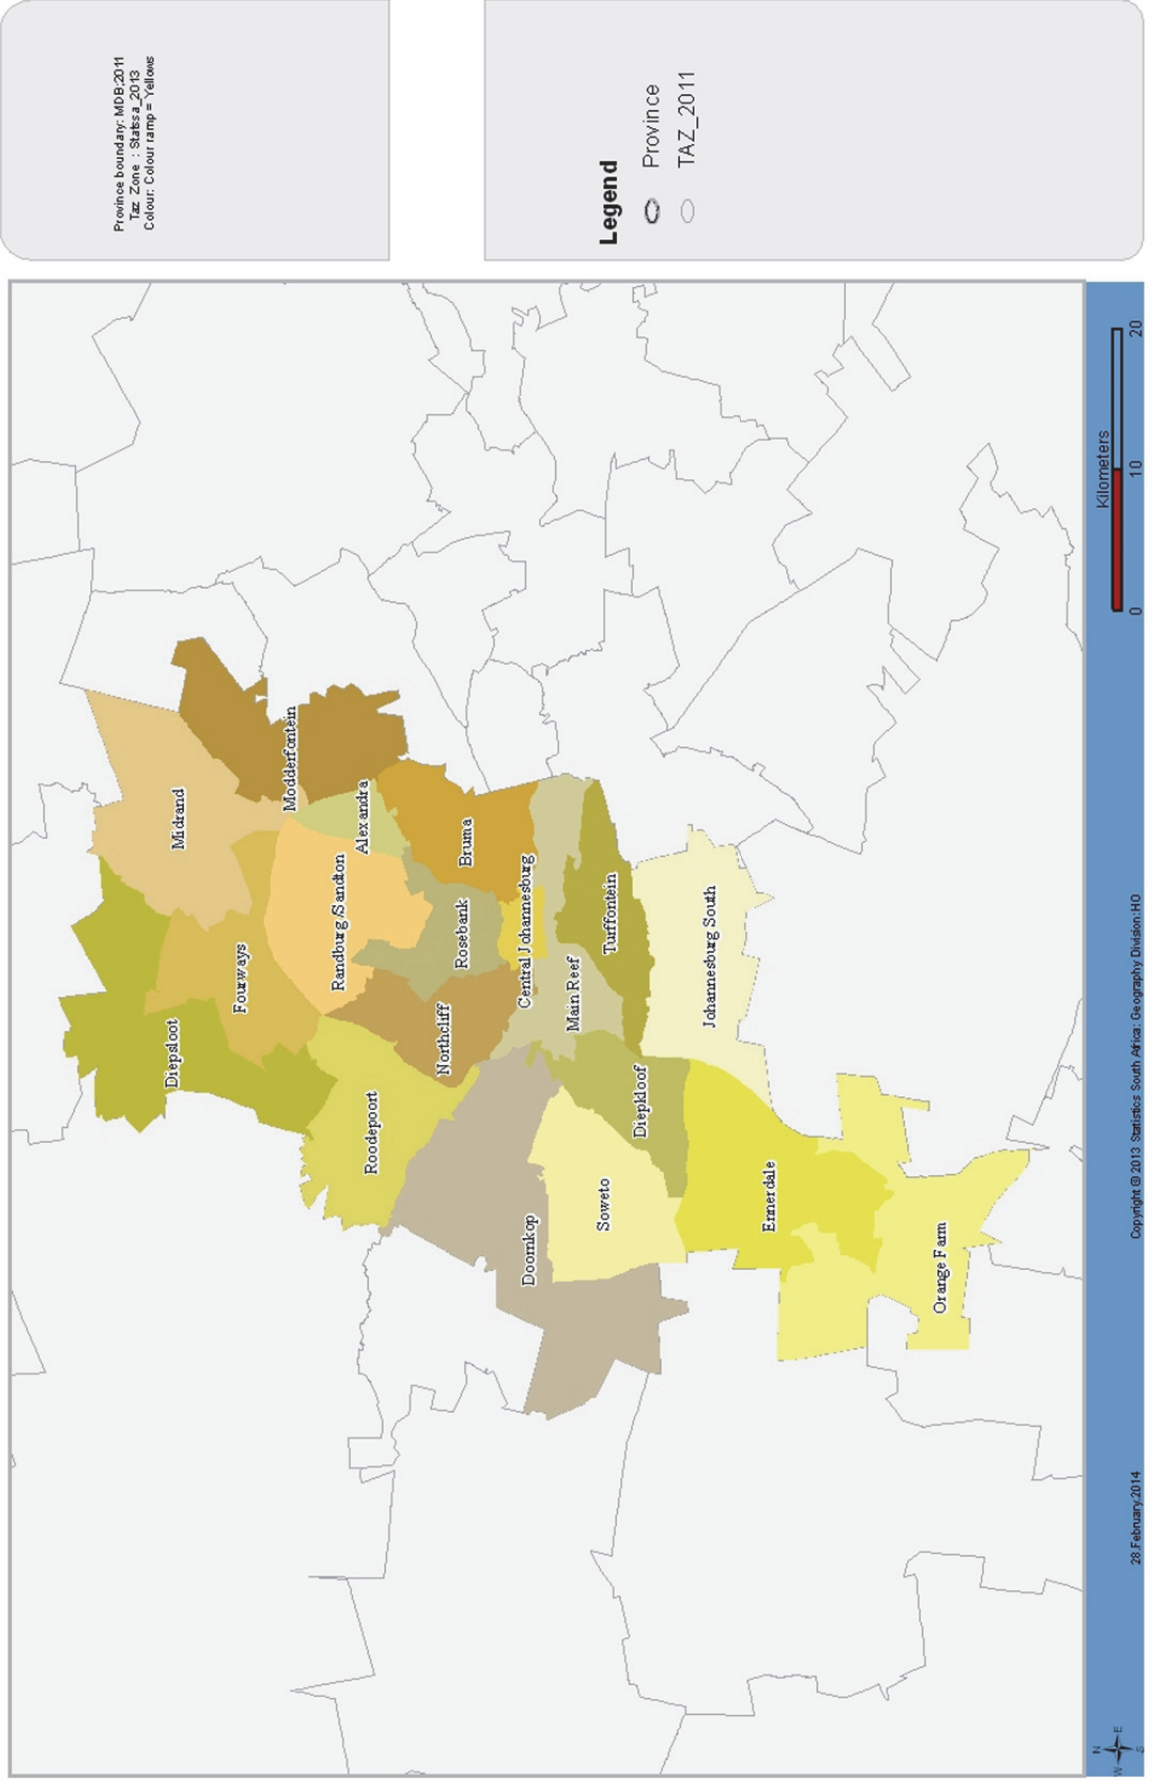 Province boundary: MDB:2011
Taz Zone : Statssa_2013
Colour: Colour ramp = Yellows
Legend
Province
TAZ_2011
Midrand
Modderfontein
Diepsloot
Fourways
Randburg/Sandton
Alexandra
Bruma
Rosebank
Northcliff
Roodepoort
Central Johannesburg
Main Reef
Turffontein
Doornkop
Soweto
Diepkloof
Johannesburg South
Ennerdale
Orange Farm
Kilometers
0 10 20
N
W E
S
28.February.2014
Copyright @ 2013 Statistics South Africa: Geography Division:HO